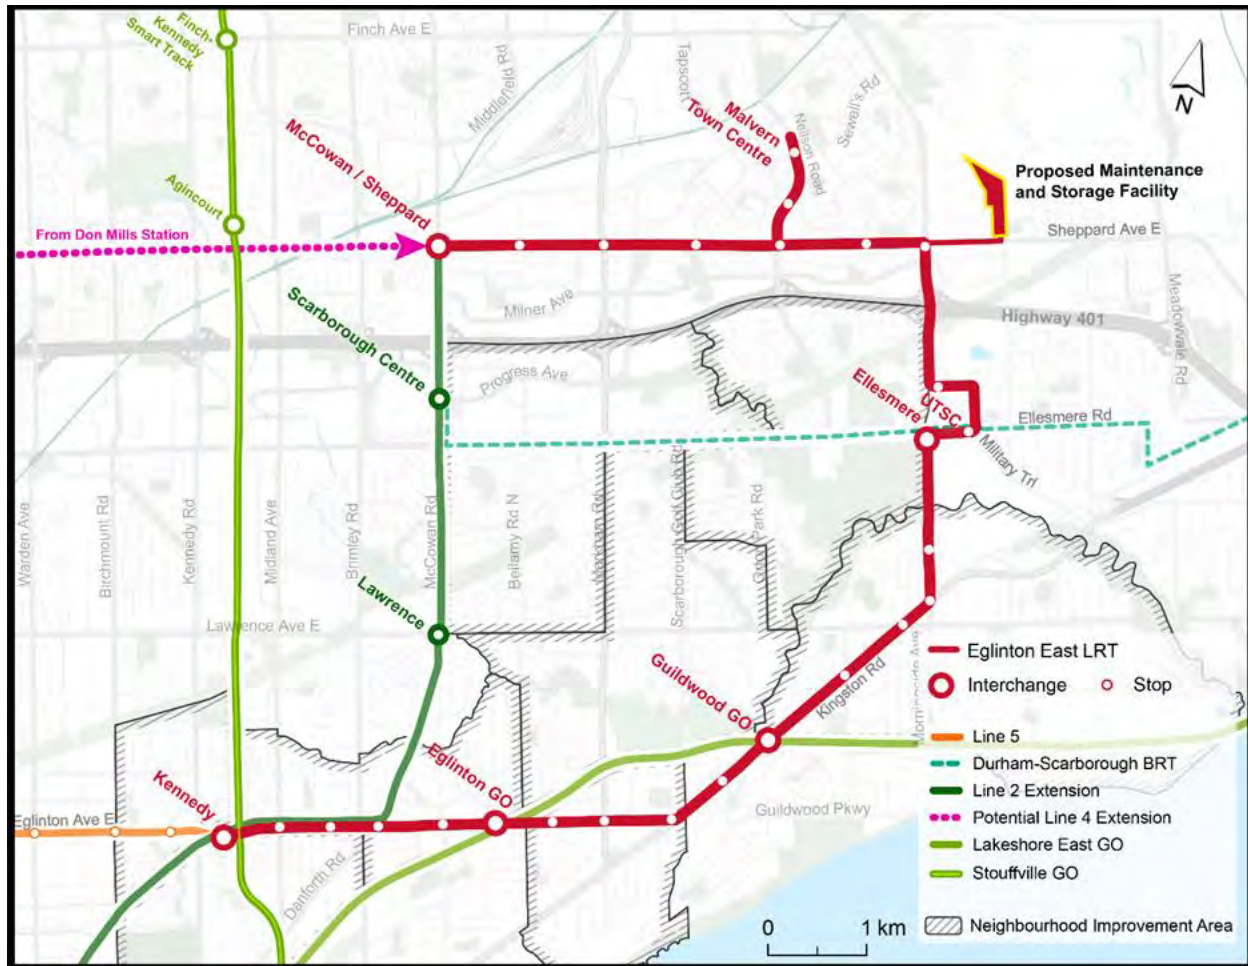 Finch-
Kennedy
Smart Track
Finch Ave E
Middlefield Rd
Sewell's Rd
N
McCowan / Sheppard
Malvern
Town Centre
Neilson Road
Proposed Maintenance
and Storage Facility
Agincourt
From Don Mills Station
Sheppard Ave E
Meadowvale Rd
Milner Ave
Highway 401
Scarborough Centre
Progress Ave
Ellesmere
UTSC
Ellesmere Rd
Military Trl
Warden Ave
Birchmount Rd
Kennedy Rd
Midland Ave
Brimley Rd
McCowan Rd
Bellamy Rd N
Markham Rd
Scarborough Golf Club Rd
Lawrence
Lawrence Ave E
Guildwood GO
Kingston Rd
Morningside Ave
Eglinton East LRT
Interchange
Stop
Line 5
Durham-Scarborough BRT
Line 2 Extension
Potential Line 4 Extension
Lakeshore East GO
Stouffville GO
Neighbourhood Improvement Area
Kennedy
Eglinton GO
Eglinton Ave E
Guildwood Pkwy
Danforth Rd
0 1 km